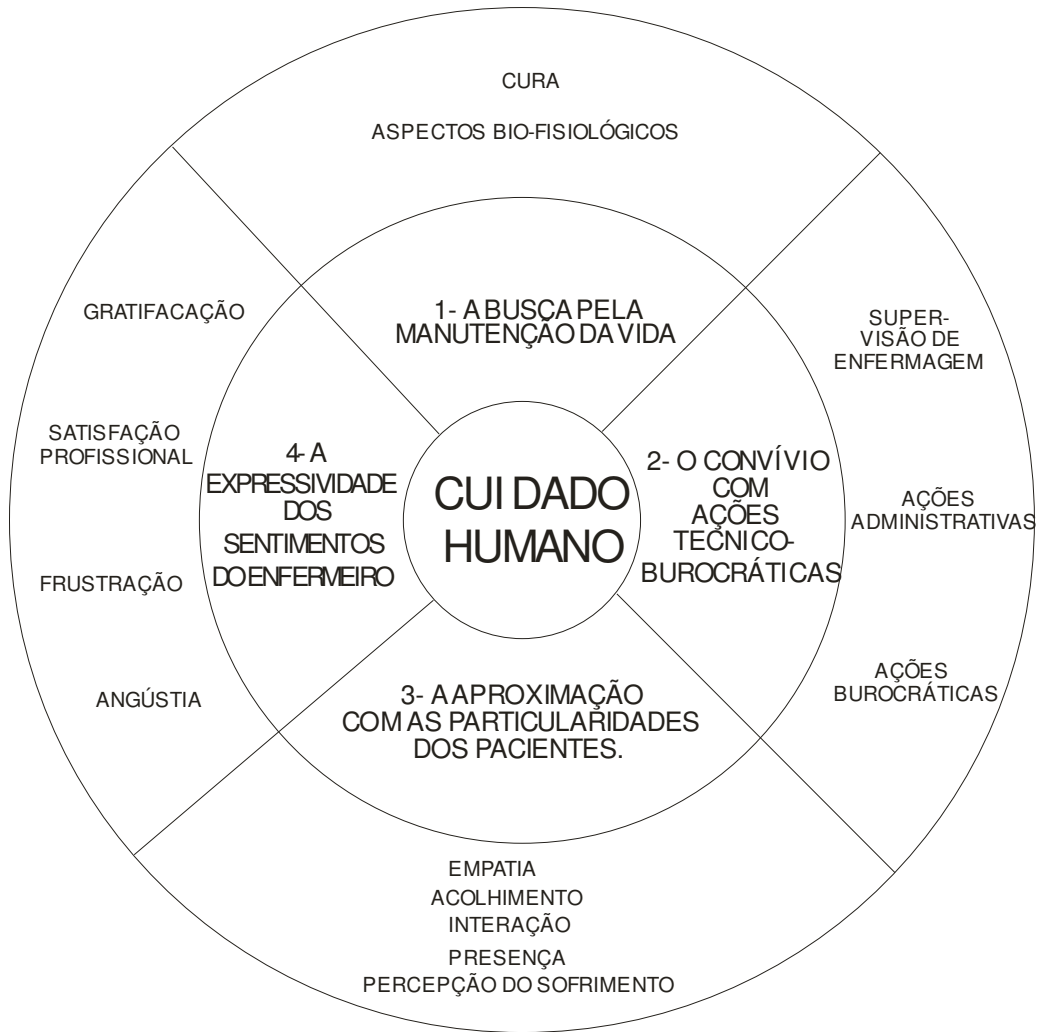 CURA
ASPECTOS BIO-FISIOLÓGICOS
1- A BUSCA PELA
MANUTENÇÃO DA VIDA
SUPER-
VISÃO DE
ENFERMAGEM
AÇÕES
ADMINISTRATIVAS
AÇÕES
BUROCRÁTICAS
2- O CONVÍVIO
COM
AÇÕES
TECNICO-
BUROCRÁTICAS
CUIDADO
HUMANO
3- A APROXIMAÇÃO
COM AS PARTICULARIDADES
DOS PACIENTES.
EMPATIA
ACOLHIMENTO
INTERAÇÃO
PRESENÇA
PERCEPÇÃO DO SOFRIMENTO
4- A
EXPRESSIVIDADE
DOS
SENTIMENTOS
DO ENFERMEIRO
GRATIFACAÇÃO
SATISFAÇÃO
PROFISSIONAL
FRUSTRAÇÃO
ANGÚSTIA